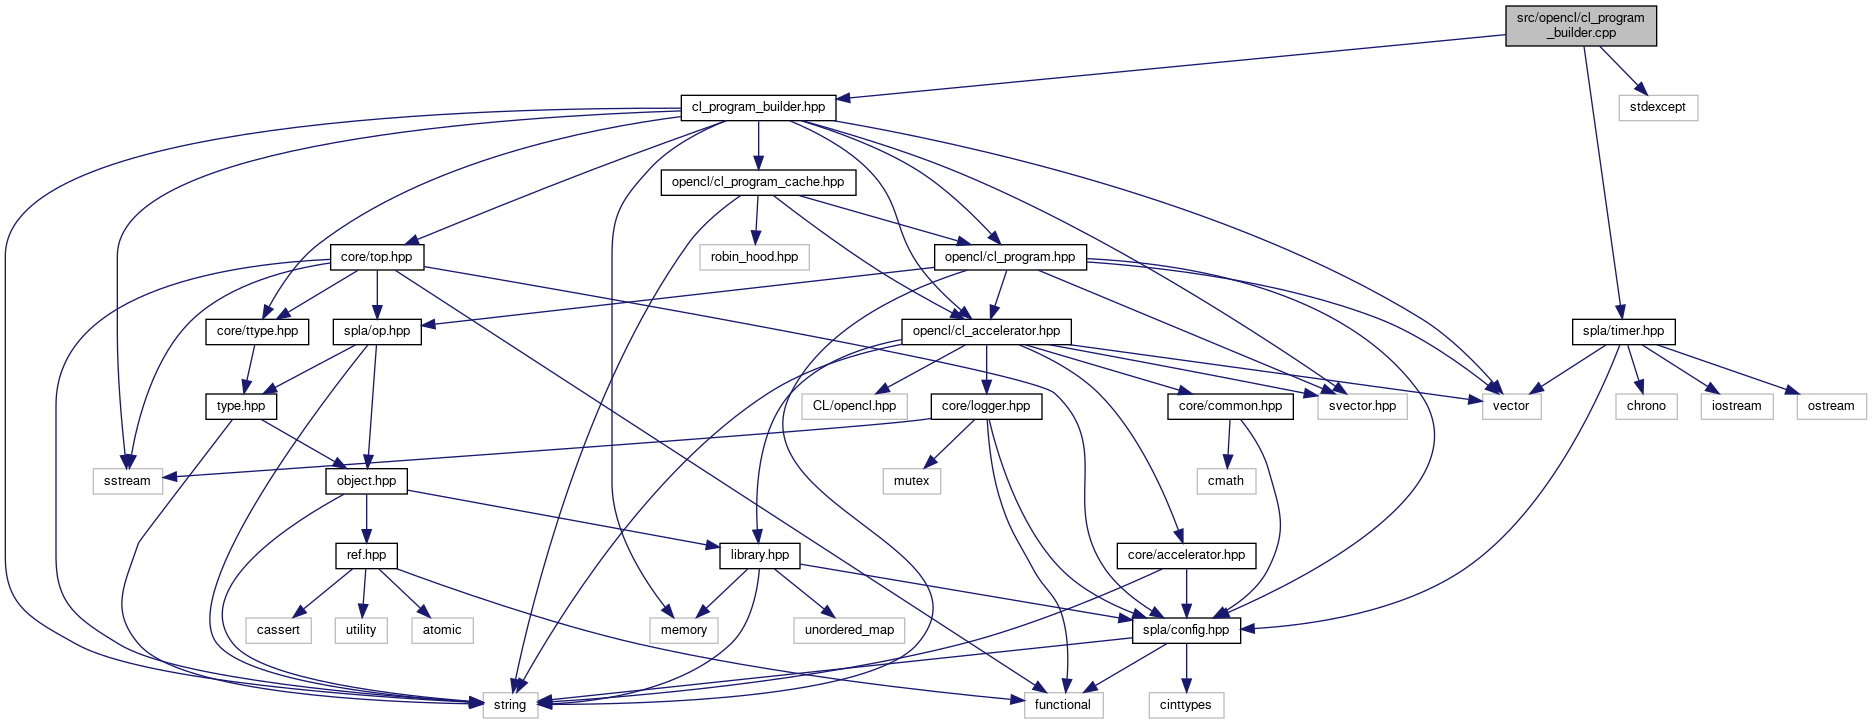 src/opencl/cl_program
_builder.cpp
cl_program_builder.hpp
stdexcept
opencl/cl_program_cache.hpp
core/top.hpp
robin_hood.hpp
opencl/cl_program.hpp
core/ttype.hpp
spla/op.hpp
opencl/cl_accelerator.hpp
spla/timer.hpp
type.hpp
CL/opencl.hpp
core/logger.hpp
core/common.hpp
svector.hpp
vector
chrono
iostream
ostream
sstream
object.hpp
mutex
cmath
ref.hpp
library.hpp
core/accelerator.hpp
cassert
utility
atomic
memory
unordered_map
spla/config.hpp
string
functional
cinttypes